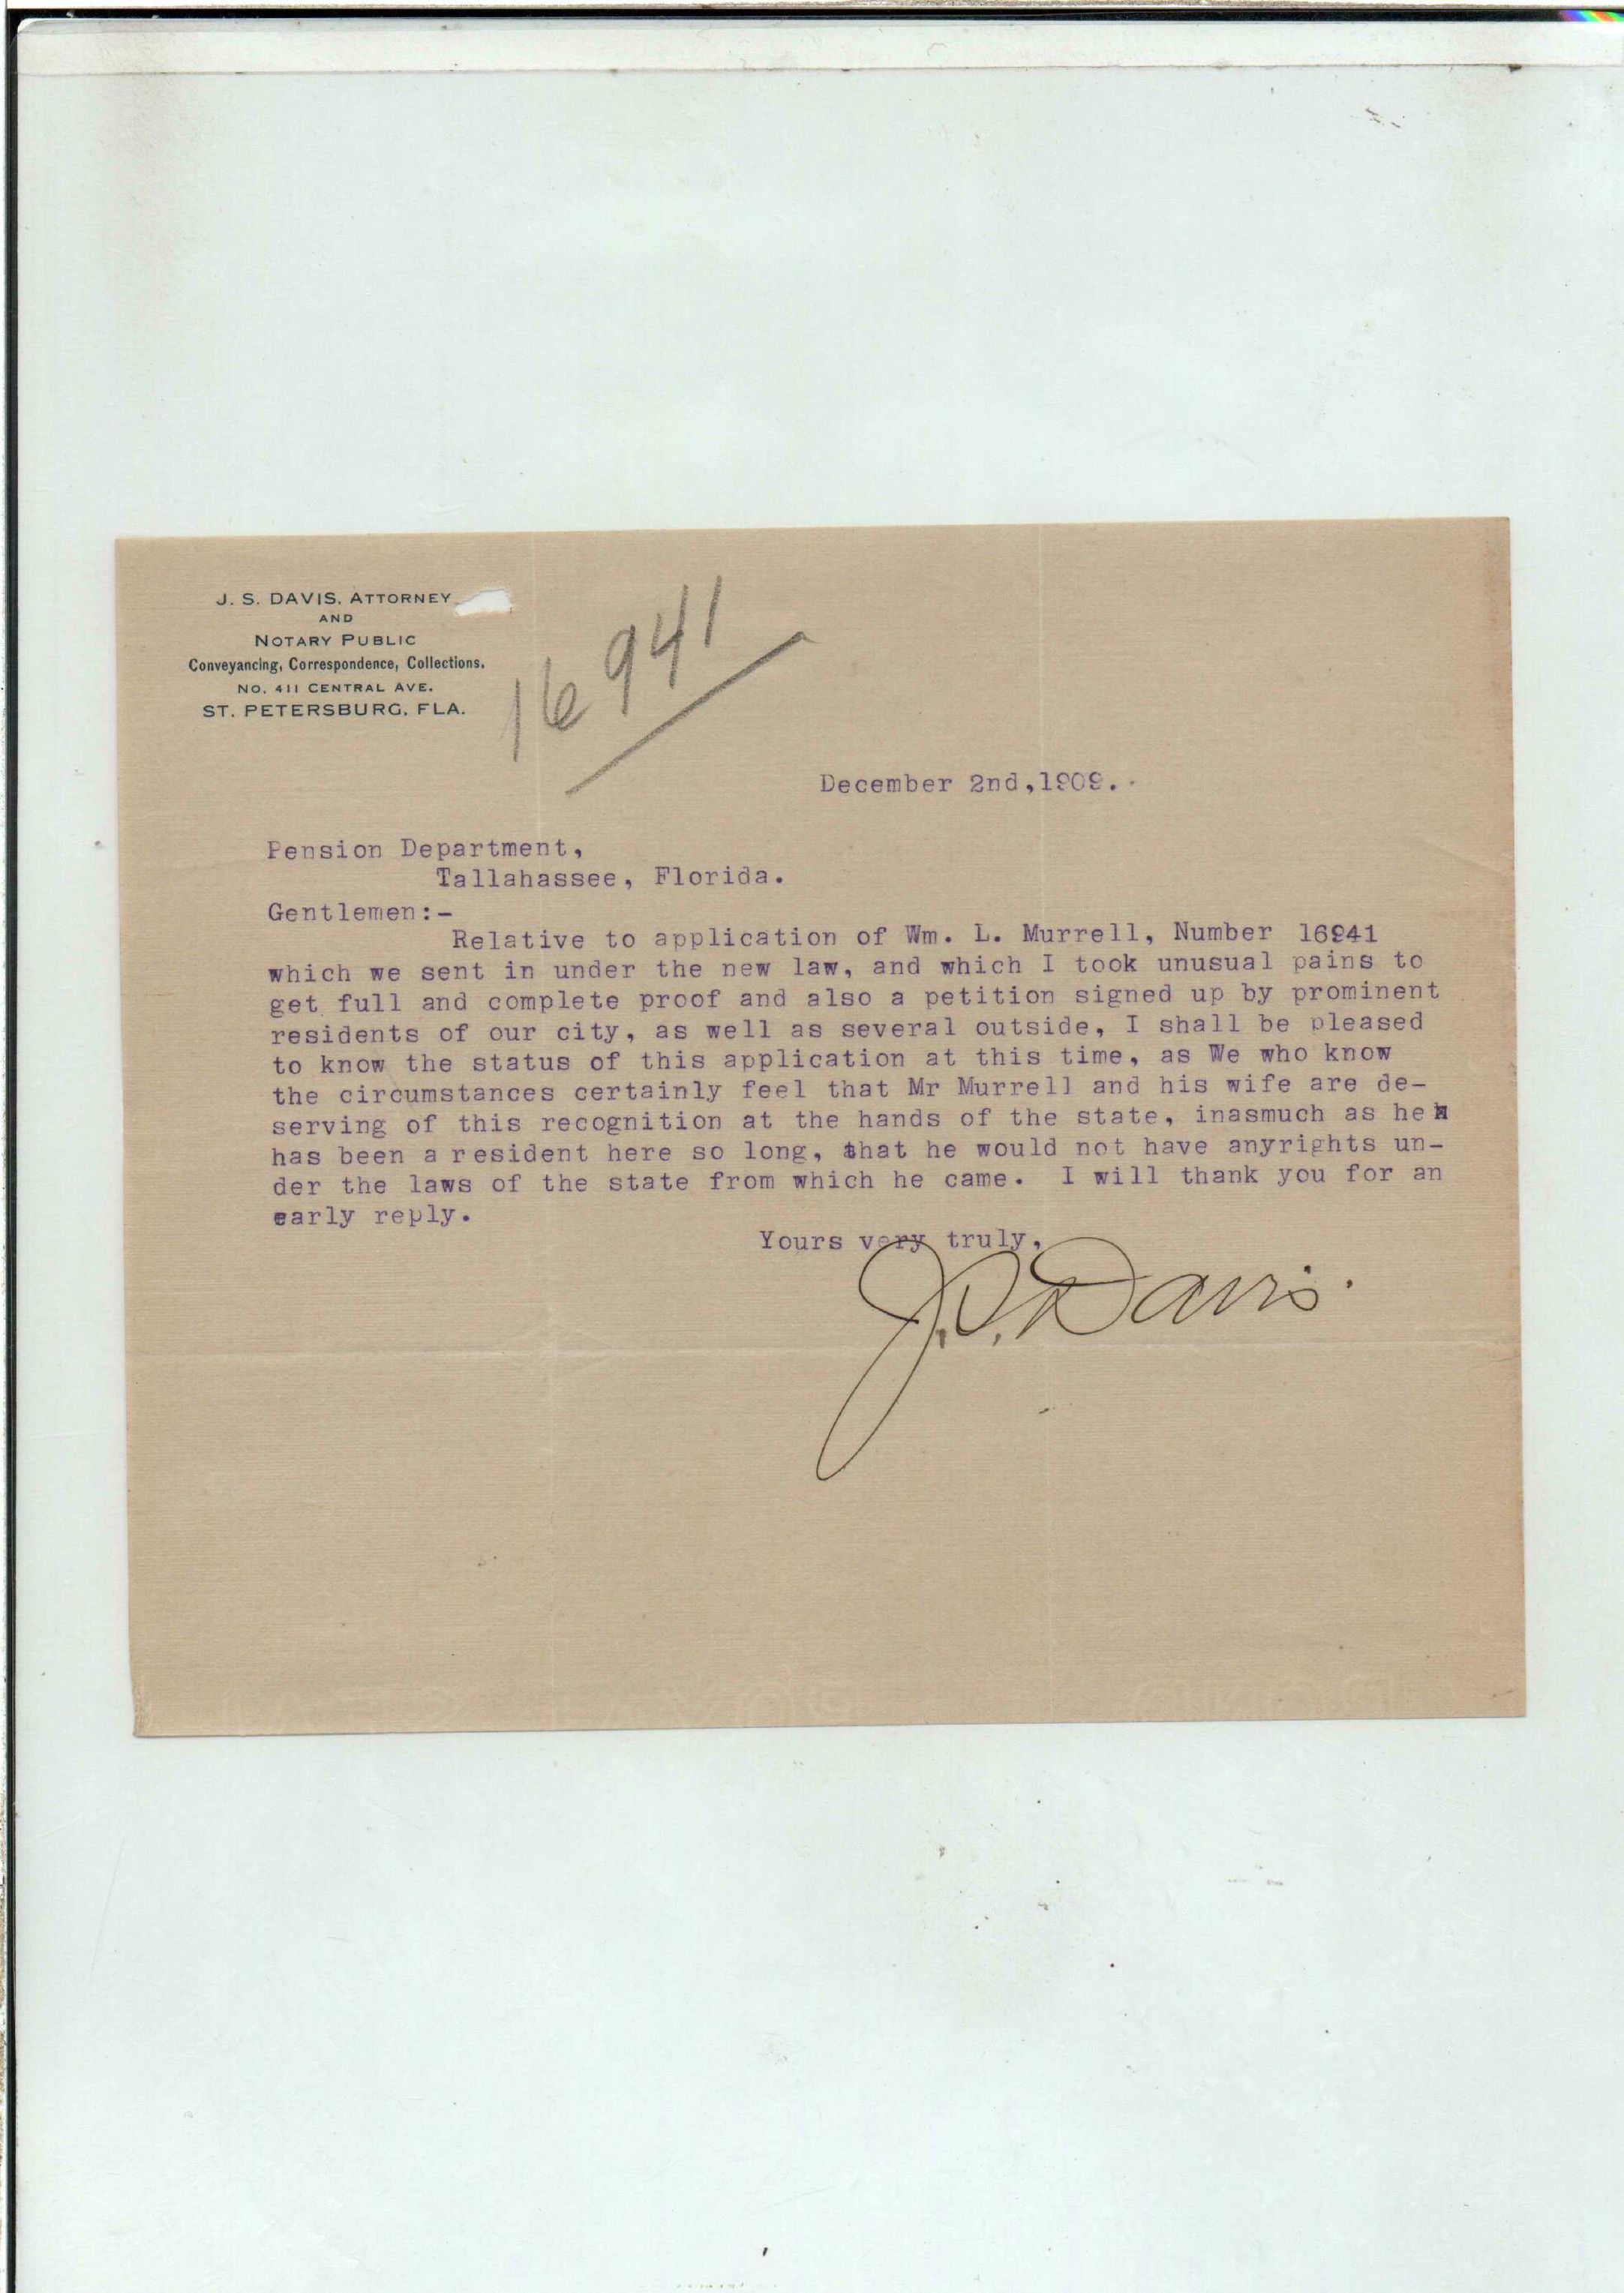 J. S. DAVIS, ATTORNEY
AND
NOTARY PUBLIC
Conveyancing, Correspondence, Collections.
NO. 411 CENTRAL AVE.
ST. PETERSBURG, FLA.
16941
December 2nd,1909.
Pension Department,
Tallahassee, Florida.
Gentlemen:-
Relative to application of Wm. L. Murrell, Number 16941
which we sent in under the new law, and which I took unusual pains to
get full and complete proof and also a petition signed up by prominent
residents of our city, as well as several outside, I shall be pleased
to know the status of this application at this time, as We who know
the circumstances certainly feel that Mr Murrell and his wife are de-
serving of this recognition at the hands of the state, inasmuch as he
has been a resident here so long, that he would not have anyrights un-
der the laws of the state from which he came. I will thank you for an
early reply.
Yours very truly,
J.S. Davis.